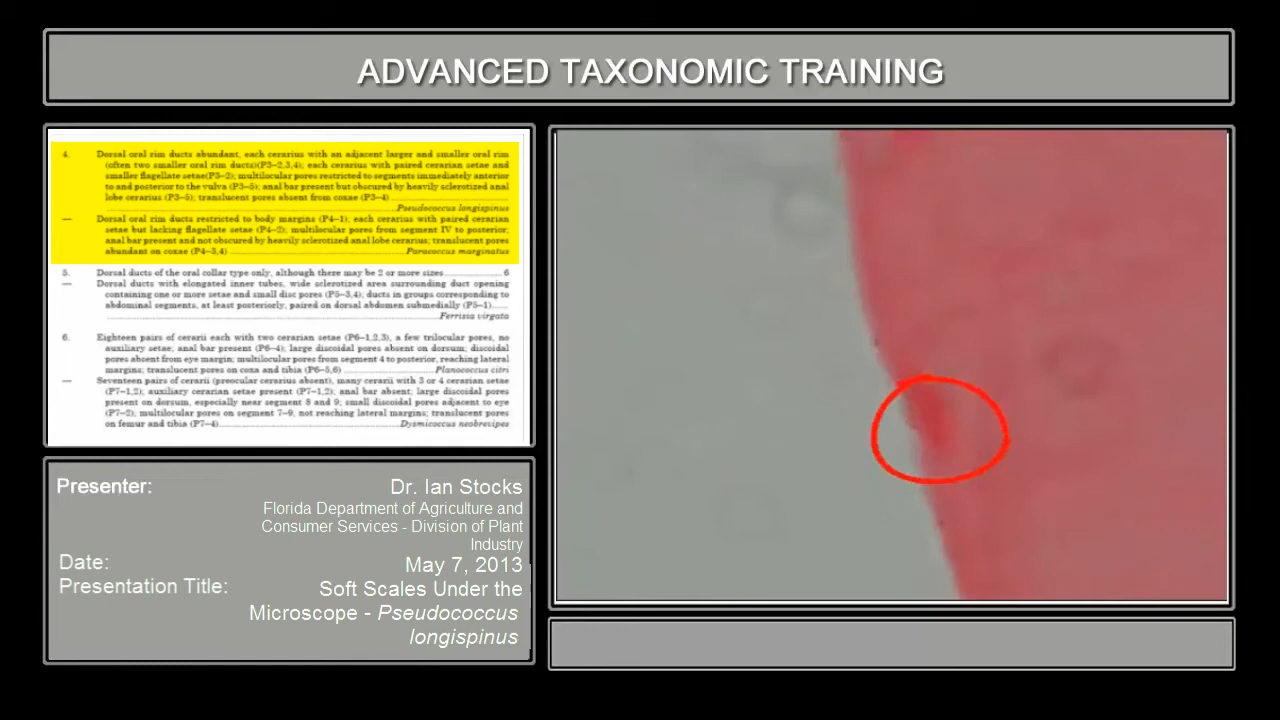 ADVANCED TAXONOMIC TRAINING
4. Dorsal oral rim ducts abundant, each cerarius with an adjacent larger and smaller oral rim
(often two smaller oral rim ducts)(P3–2,3,4); each cerarius with paired cerarian setae and
smaller flagellate setae(P3–2); multilocular pores restricted to segments immediately anterior
to and posterior to the vulva (P3–5); anal bar present but obscured by heavily sclerotized anal
lobe cerarius (P3–5); translucent pores absent from coxae (P3–4) ..............................
Pseudococcus longispinus
— Dorsal oral rim ducts restricted to body margins (P4–1); each cerarius with paired cerarian
setae but lacking flagellate setae (P4–2); multilocular pores from segment IV to posterior;
anal bar present and not obscured by heavily sclerotized anal lobe cerarius; translucent pores
abundant on coxae (P4–3,4) .............................................Paracoccus marginatus
5. Dorsal ducts of the oral collar type only, although there may be 2 or more sizes ............... 6
— Dorsal ducts with elongated inner tubes, wide sclerotized area surrounding duct opening
containing one or more setae and small disc pores (P5–3,4); ducts in groups corresponding to
abdominal segments, at least posteriorly, paired on dorsal abdomen submedially (P5–1)......
.............................................................................Ferrisia virgata
6. Eighteen pairs of cerarii each with two cerarian setae (P6–1,2,3), a few trilocular pores, no
auxiliary setae; anal bar present (P6–4); large discoidal pores absent on dorsum; discoidal
pores absent from eye margin; multilocular pores from segment 4 to posterior, reaching lateral
margins; translucent pores on coxa and tibia (P6–5,6) ...............................Planococcus citri
— Seventeen pairs of cerarii (preocular cerarius absent), many cerarii with 3 or 4 cerarian setae
(P7–1,2); auxiliary cerarian setae present (P7–1,2); anal bar absent; large discoidal pores
present on dorsum, especially near segment 8 and 9; small discoidal pores adjacent to eye
(P7–2); multilocular pores on segment 7–9, not reaching lateral margins; translucent pores
on femur and tibia (P7–4)...............................................Dysmicoccus neobrevipes
Presenter: Dr. Ian Stocks
Florida Department of Agriculture and
Consumer Services - Division of Plant
Industry
Date: May 7, 2013
Presentation Title: Soft Scales Under the
Microscope - Pseudococcus
longispinus